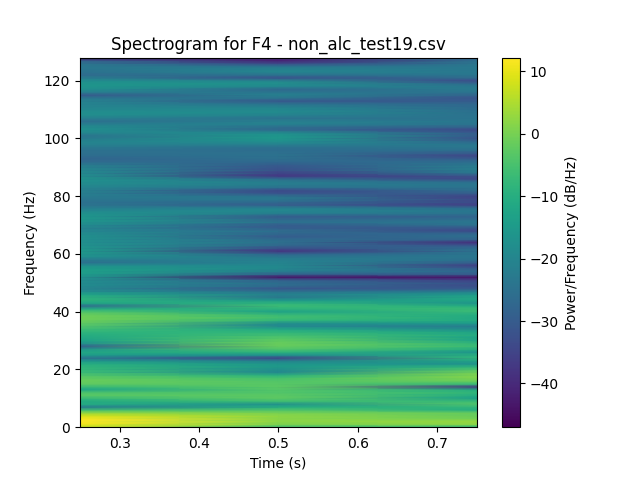 Spectrogram for F4 - non_alc_test19.csv
Frequency (Hz)
120
100
80
60
40
20
0
0.3 0.4 0.5 0.6 0.7
Time (s)
10
0
−10
−20
−30
−40
Power/Frequency (dB/Hz)